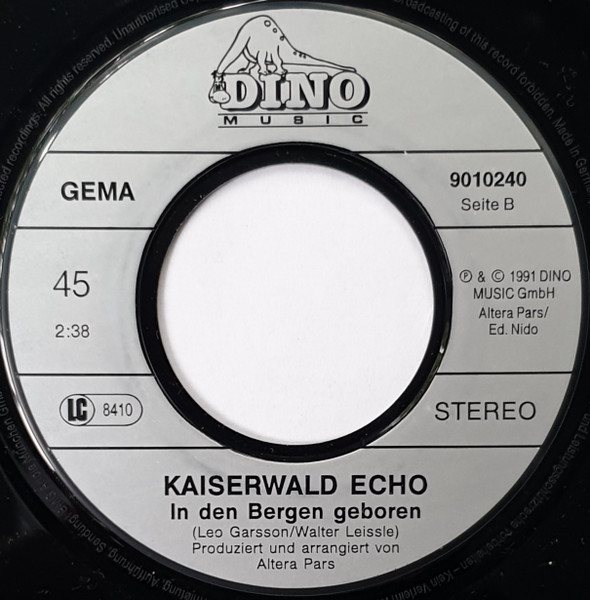 DINO
MUSIC
GEMA
9010240
Seite B
45
2:38
℗ & © 1991 DINO
MUSIC GmbH
Altera Pars/
Ed. Nido
LC 8410
STEREO
KAISERWALD ECHO
In den Bergen geboren
(Leo Garsson/Walter Leissle)
Produziert und arrangiert von
Altera Pars